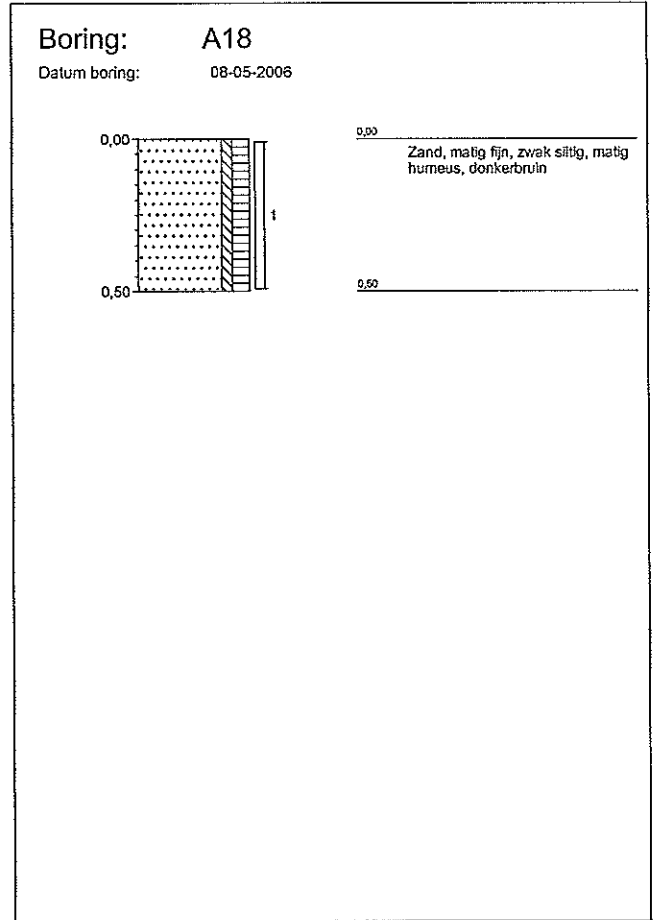 Boring: A18
Datum boring: 08-05-2006
0,00
0,50
0,00
Zand, matig fijn, zwak siltig, matig
humeus, donkerbruin
0,50